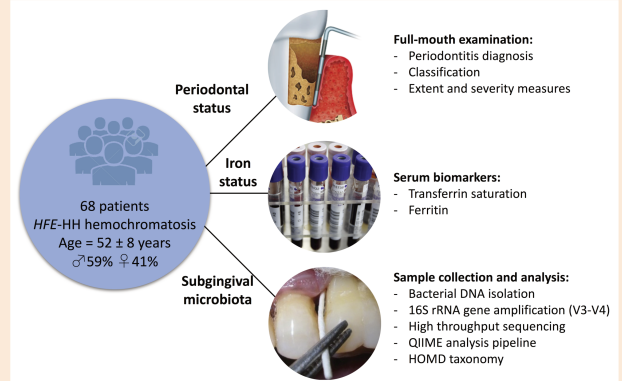 Full-mouth examination:
- Periodontitis diagnosis
- Classification
- Extent and severity measures
Periodontal
status
Iron
status
68 patients
HFE-HH hemochromatosis
Age = 52 ± 8 years
♂59% ♀41%
Serum biomarkers:
- Transferrin saturation
- Ferritin
Subgingival
microbiota
Sample collection and analysis:
- Bacterial DNA isolation
- 16S rRNA gene amplification (V3-V4)
- High throughput sequencing
- QIIME analysis pipeline
- HOMD taxonomy